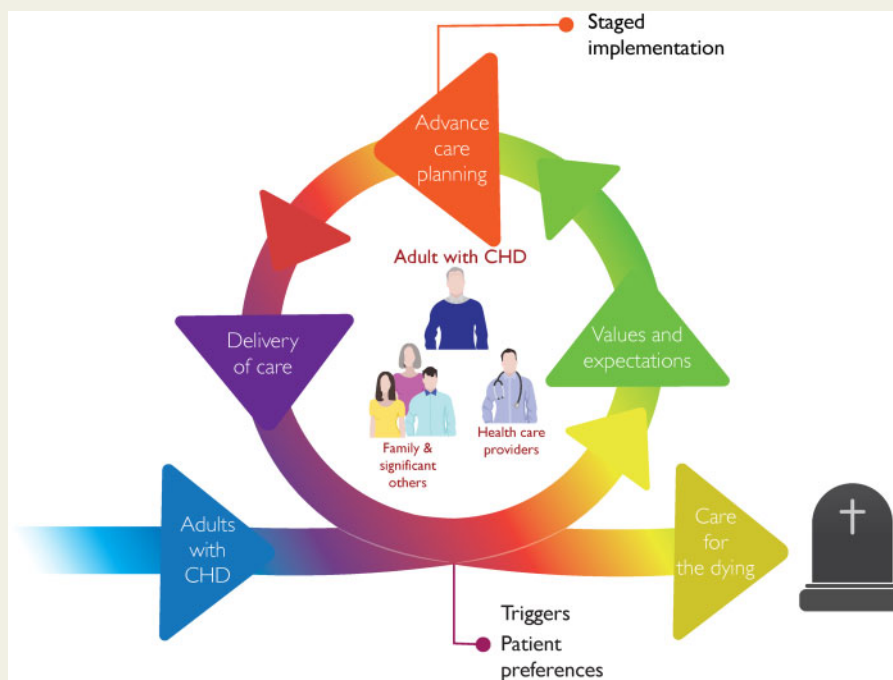 Staged
implementation
Advance
care
planning
Adult with CHD
Delivery
of care
Values and
expectations
Family &
significant
others
Health care
providers
Adults
with
CHD
Care
for
the dying
Triggers
Patient
preferences